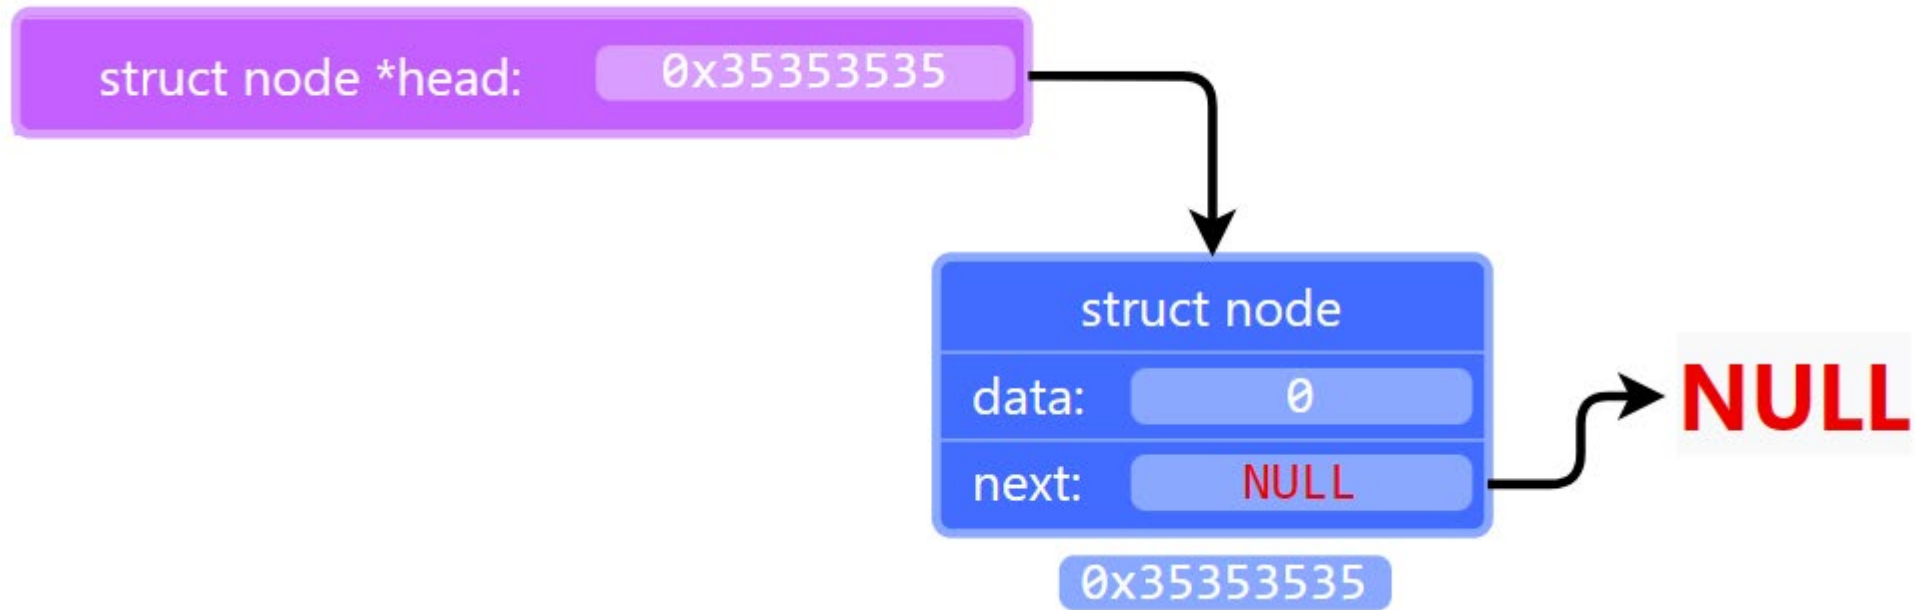 struct node *head: 0x35353535
struct node
data: 0
next: NULL
NULL
0x35353535